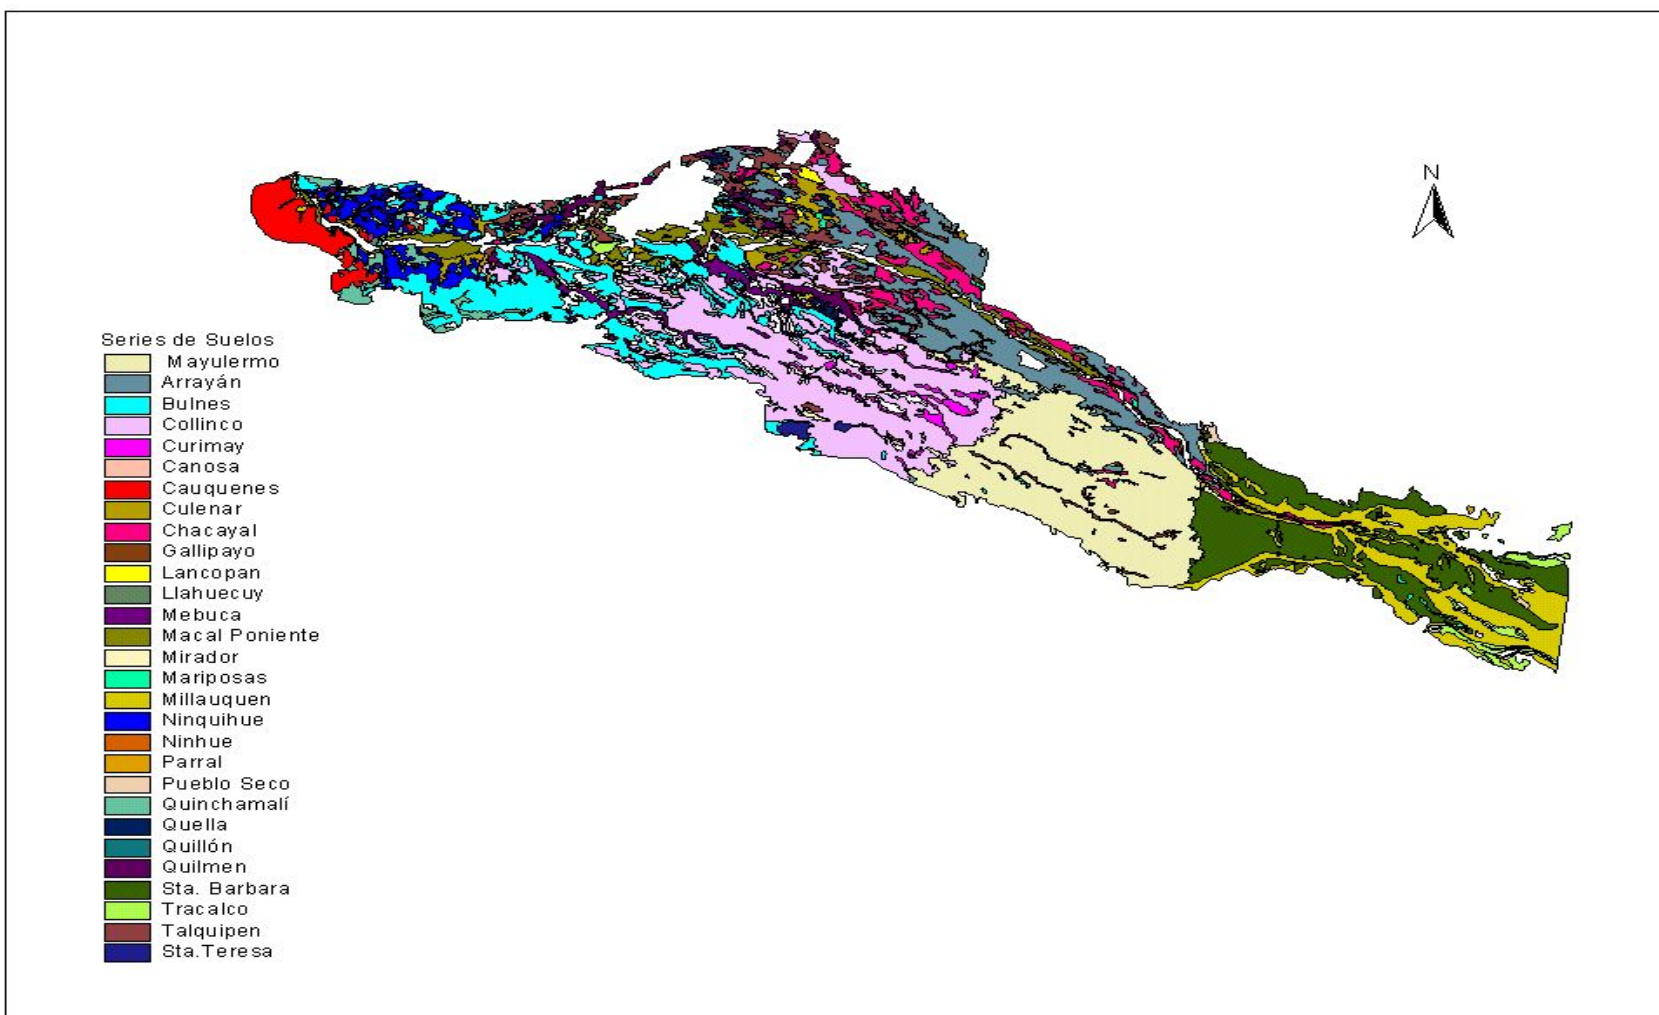 N
Series de Suelos
Mayulermo
Arrayán
Bulnes
Collinco
Curimay
Canosa
Cauquenes
Culenar
Chacayal
Gallipayo
Lancopan
Llahuecuy
Mebuca
Macal Poniente
Mirador
Mariposas
Millauquen
Ninquihue
Ninhue
Parral
Pueblo Seco
Quinchamalí
Quella
Quillón
Quilmen
Sta. Barbara
Tracalco
Talquipen
Sta.Teresa